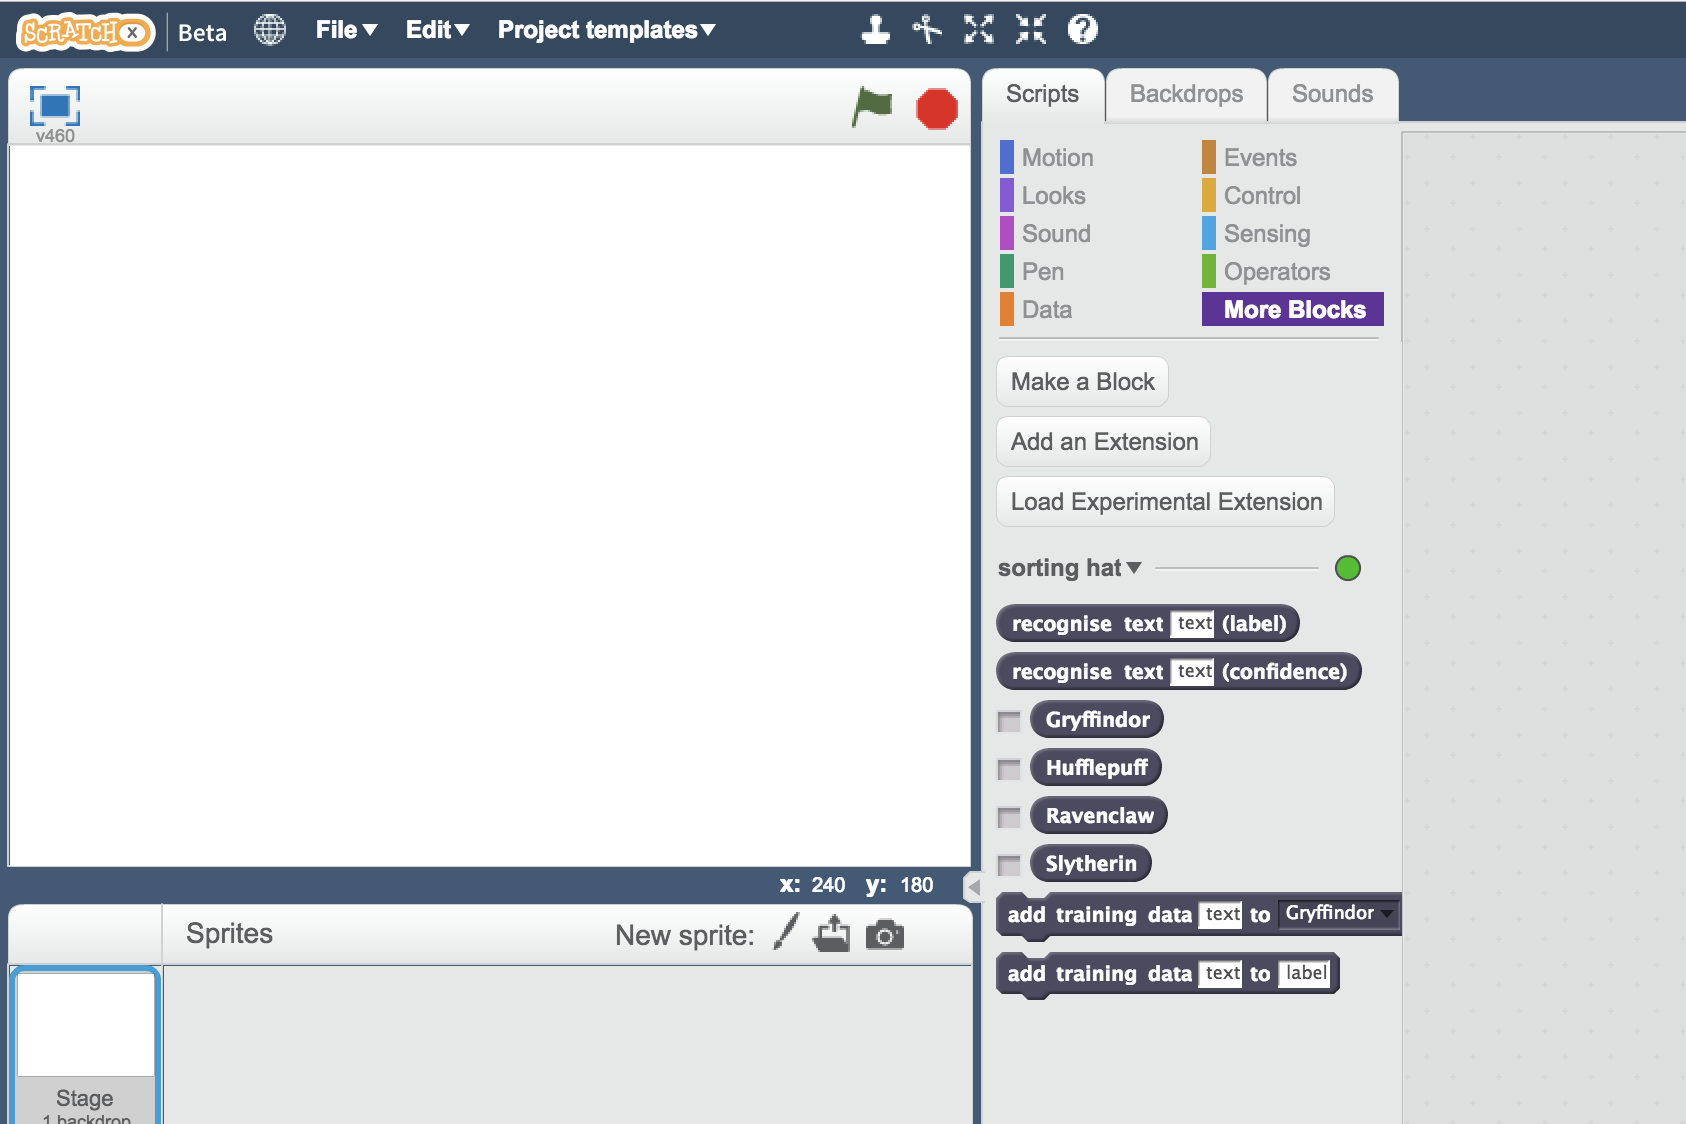 SCRATCH X Beta File Edit Project templates ?
v460
Scripts Backdrops Sounds
Motion Events
Looks Control
Sound Sensing
Pen Operators
Data More Blocks
Make a Block
Add an Extension
Load Experimental Extension
sorting hat
recognise text text (label)
recognise text text (confidence)
Gryffindor
Hufflepuff
Ravenclaw
Slytherin
add training data text to Gryffindor
add training data text to label
x: 240 y: 180
Sprites New sprite:
Stage
1 backdrop